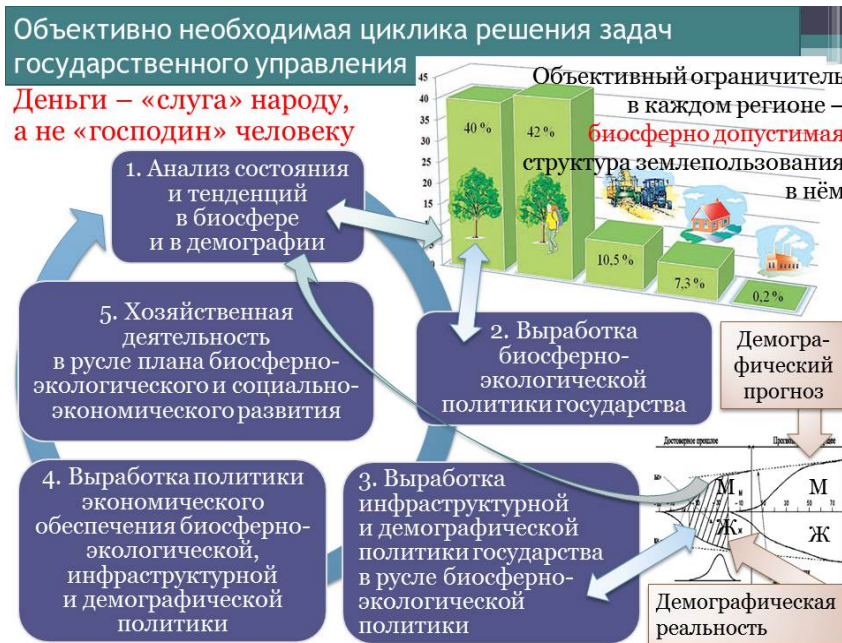 Объективно необходимая циклика решения задач
государственного управления
Деньги – «слуга» народу,
а не «господин» человеку
Объективный ограничитель
в каждом регионе –
биосферно допустимая
структура землепользования
в нём
45
40
35
30
25
20
15
40 %
42 %
10,5 %
7,3 %
0,2 %
1. Анализ состояния
и тенденций
в биосфере
и в демографии
2. Выработка
биосферно-
экологической
политики государства
3. Выработка
инфраструктурной
и демографической
политики государства
в русле биосферно-
экологической
политики
4. Выработка политики
экономического
обеспечения биосферно-
экологической,
инфраструктурной
и демографической
политики
5. Хозяйственная
деятельность
в русле плана биосферно-
экологического и социально-
экономического развития
Демогра-
фический
прогноз
Достоверное прошлое
М
М
Ж
Ж
Демографическая
реальность